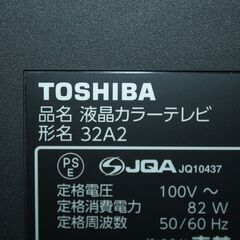 TOSHIBA
品名 液晶カラーテレビ
形名 32A2
PS
E
JQA JQ10437
定格電圧 100V ～
定格消費電力 82 W
定格周波数 50/60 Hz